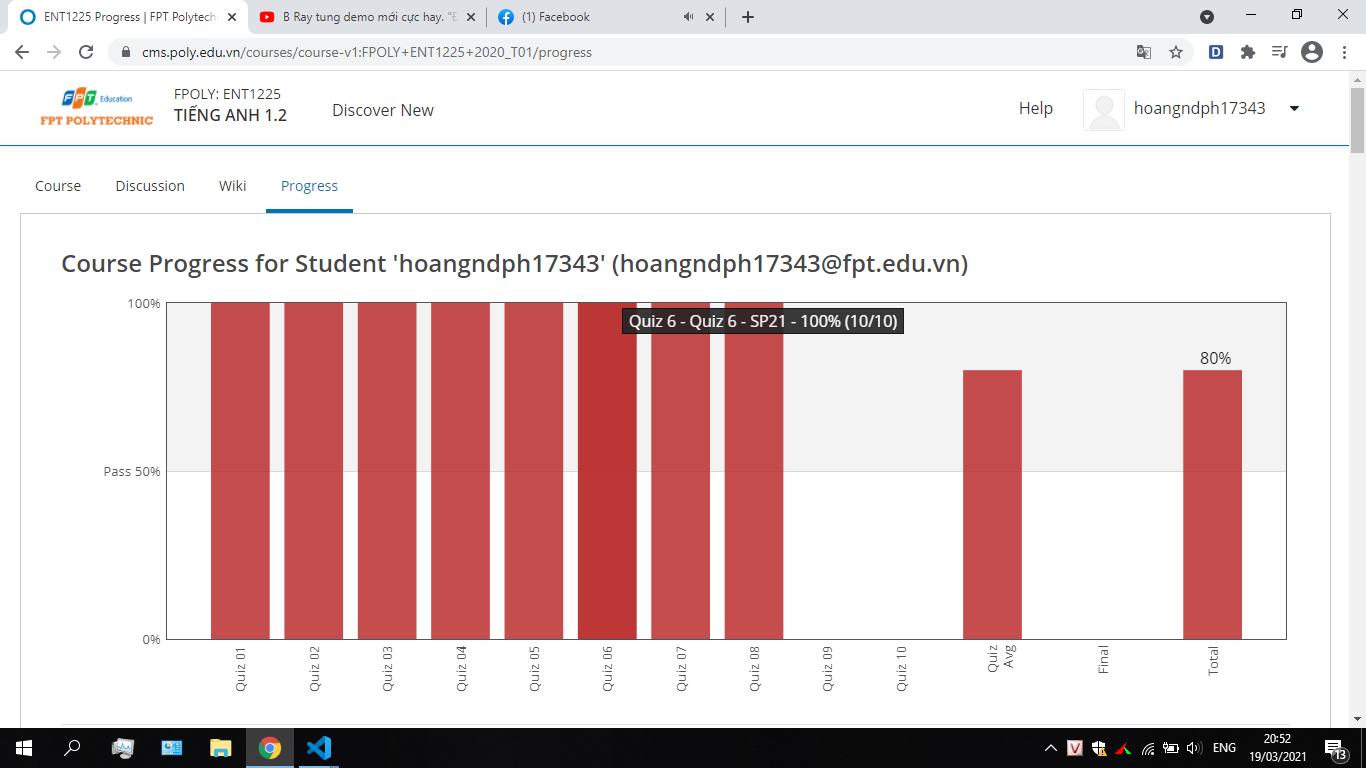 ENT1225 Progress | FPT Polytechn
B Ray tung demo mới cực hay. "E
(1) Facebook
cms.poly.edu.vn/courses/course-v1:FPOLY+ENT1225+2020_T01/progress
FPT Education
FPT POLYTECHNIC
FPOLY: ENT1225
TIẾNG ANH 1.2
Discover New
Help
hoangndph17343
Course
Discussion
Wiki
Progress
Course Progress for Student 'hoangndph17343' (hoangndph17343@fpt.edu.vn)
100%
Quiz 6 - Quiz 6 - SP21 - 100% (10/10)
80%
Pass 50%
0%
Quiz 01
Quiz 02
Quiz 03
Quiz 04
Quiz 05
Quiz 06
Quiz 07
Quiz 08
Quiz 09
Quiz 10
Quiz
Avg
Final
Total
ENG
20:52
19/03/2021
13